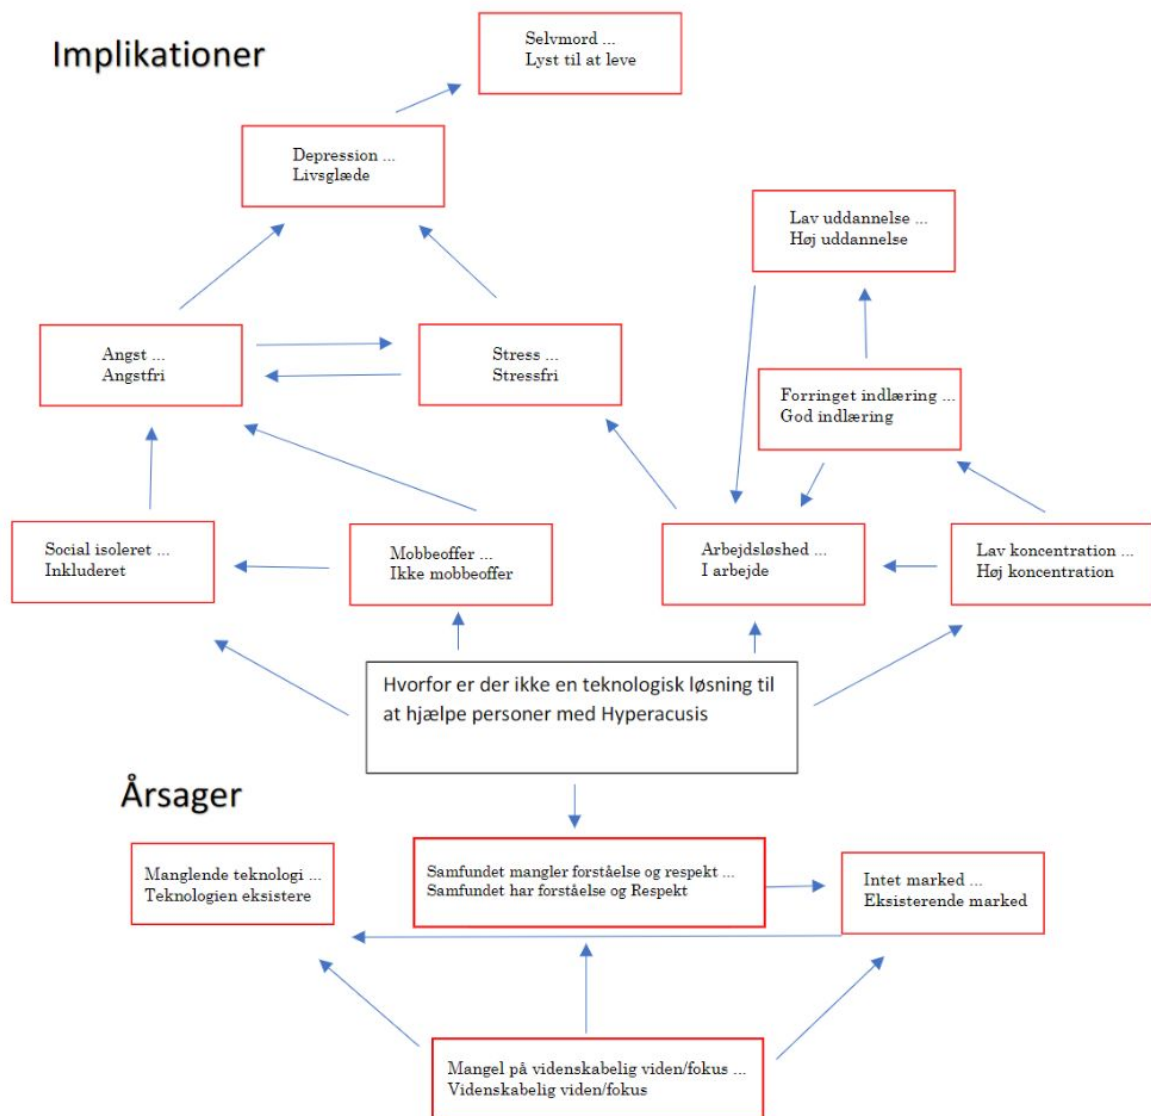 Implikationer
Selvmord ...
Lyst til at leve
Depression ...
Livsglæde
Lav uddannelse ...
Høj uddannelse
Angst ...
Angstfri
Stress ...
Stressfri
Forringet indlæring ...
God indlæring
Social isoleret ...
Inkluderet
Mobbeoffer ...
Ikke mobbeoffer
Arbejdsløshed ...
I arbejde
Lav koncentration ...
Høj koncentration
Hvorfor er der ikke en teknologisk løsning til
at hjælpe personer med Hyperacusis
Årsager
Manglende teknologi ...
Teknologien eksistere
Samfundet mangler forståelse og respekt ...
Samfundet har forståelse og Respekt
Intet marked ...
Eksisterende marked
Mangel på videnskabelig viden/fokus ...
Videnskabelig viden/fokus